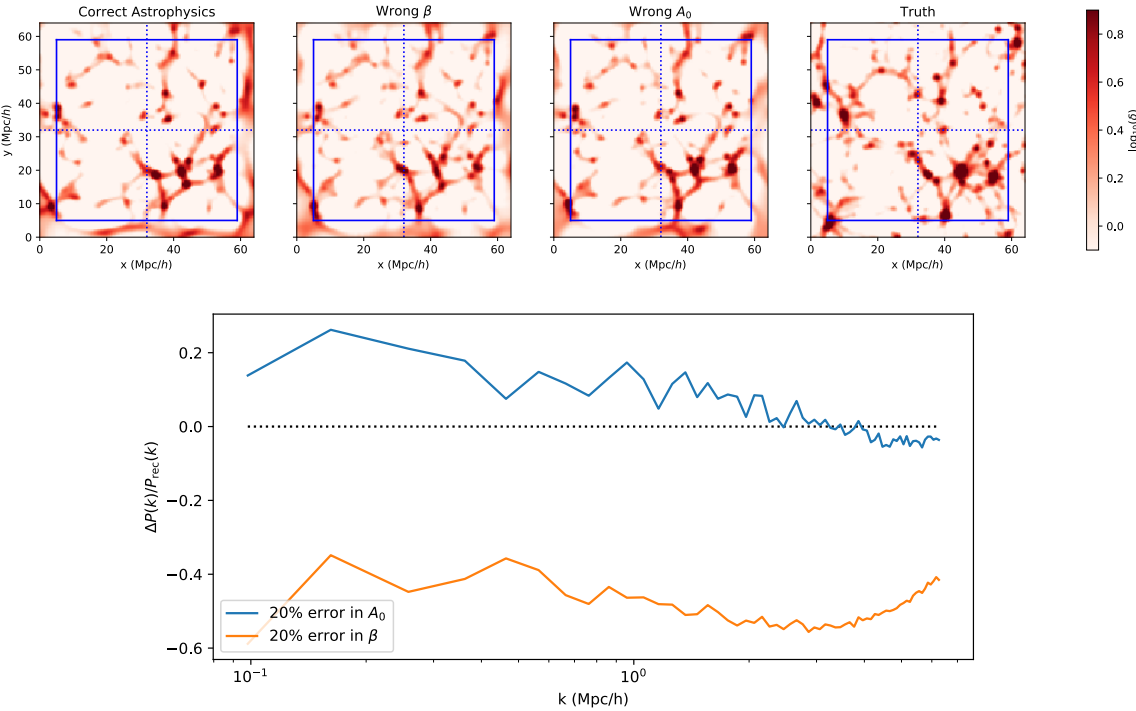 Correct Astrophysics
Wrong β
Wrong A₀
Truth
y (Mpc/h)
60
50
40
30
20
10
0
0 20 40 60
x (Mpc/h)
0 20 40 60
x (Mpc/h)
0 20 40 60
x (Mpc/h)
0 20 40 60
x (Mpc/h)
0.8
0.6
0.4
0.2
0.0
log₁₀(δ)
ΔP(k)/P_rec(k)
0.2
0.0
−0.2
−0.4
−0.6
20% error in A₀
20% error in β
10⁻¹
10⁰
k (Mpc/h)